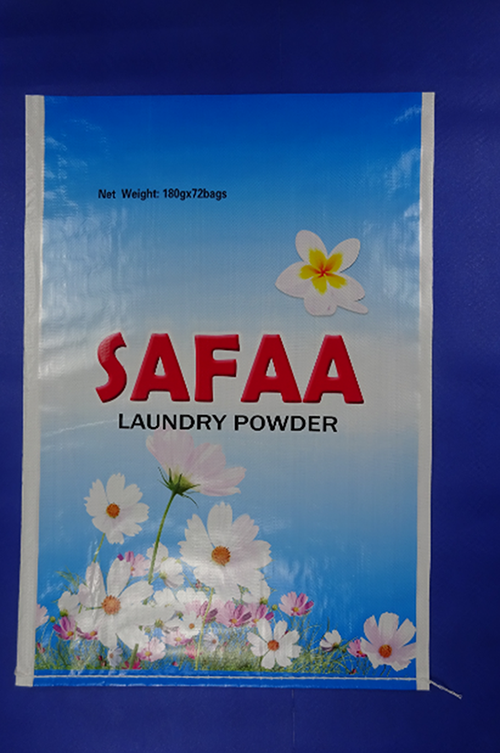 Net Weight: 180gx72bags
SAFAA
LAUNDRY POWDER